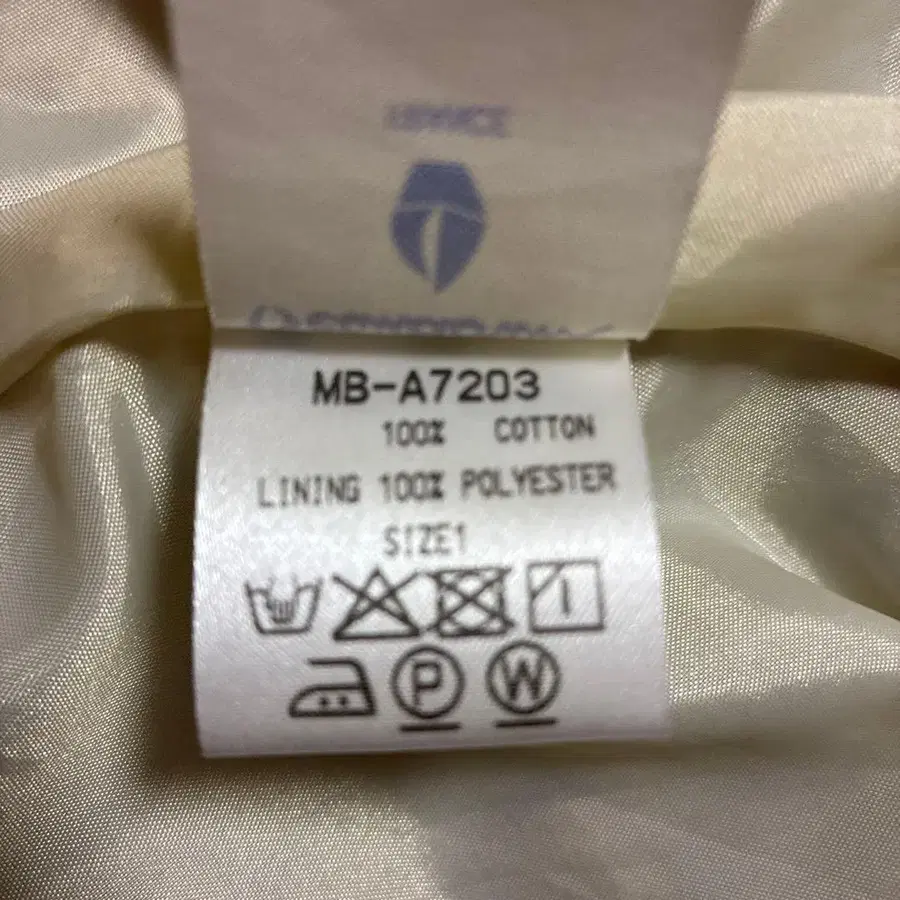 MB-A7203
100% COTTON
LINING 100% POLYESTER
SIZE1
P W